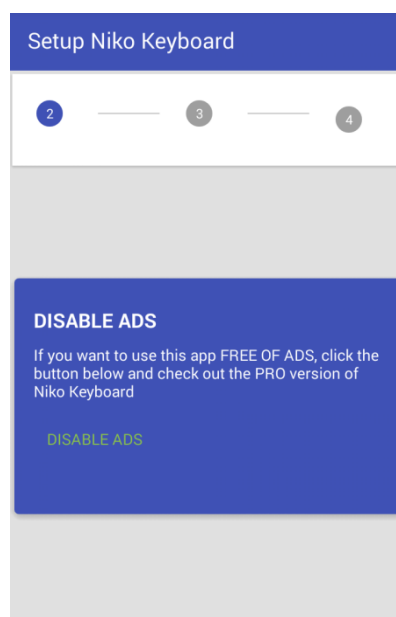 Setup Niko Keyboard
2 3 4
DISABLE ADS
If you want to use this app FREE OF ADS, click the
button below and check out the PRO version of
Niko Keyboard
DISABLE ADS